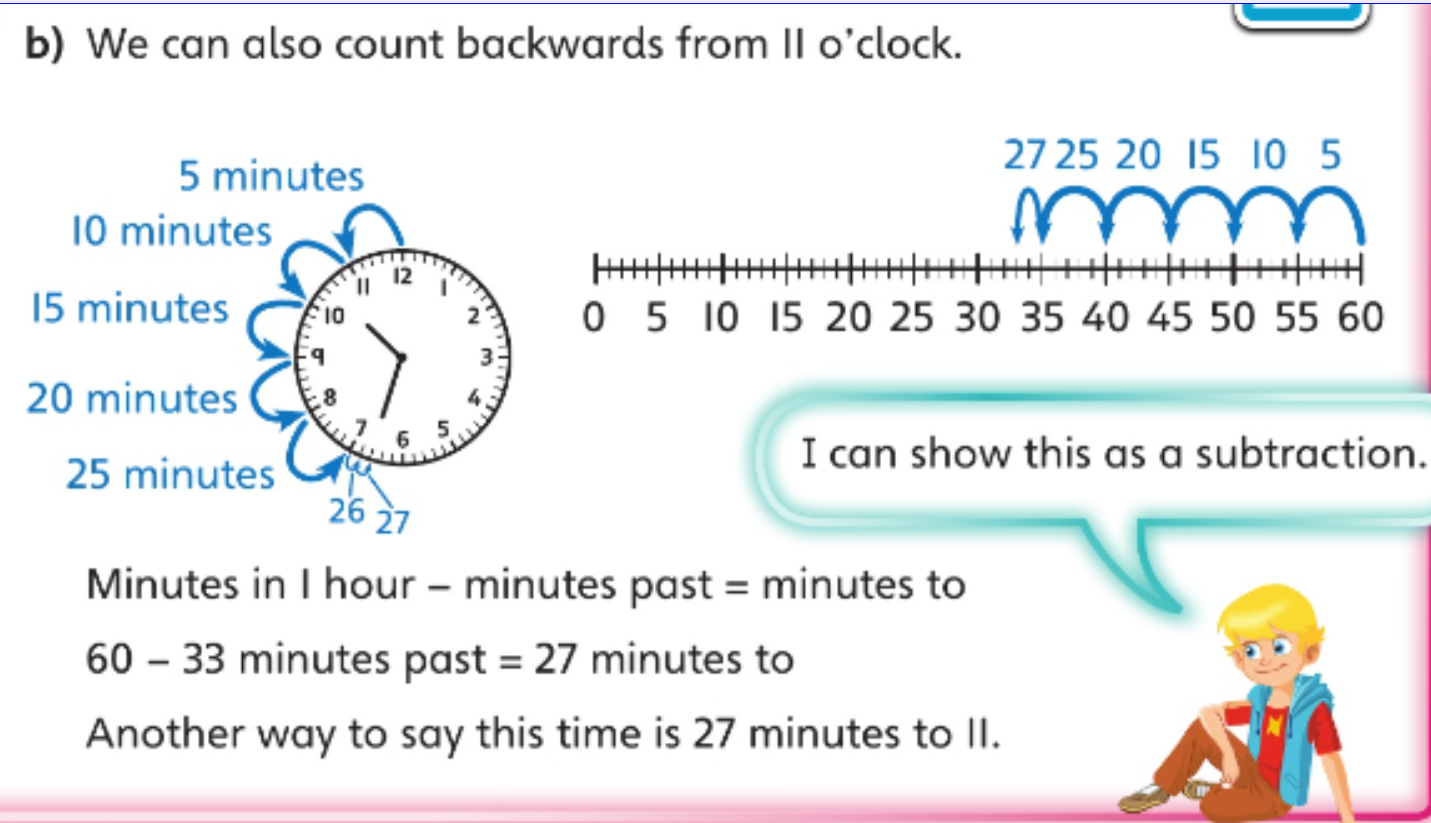 b) We can also count backwards from 11 o'clock.
5 minutes
10 minutes
15 minutes
20 minutes
25 minutes
26 27
12
1
2
3
4
5
6
7
8
9
10
11
27 25 20 15 10 5
0 5 10 15 20 25 30 35 40 45 50 55 60
I can show this as a subtraction.
Minutes in 1 hour – minutes past = minutes to
60 – 33 minutes past = 27 minutes to
Another way to say this time is 27 minutes to 11.